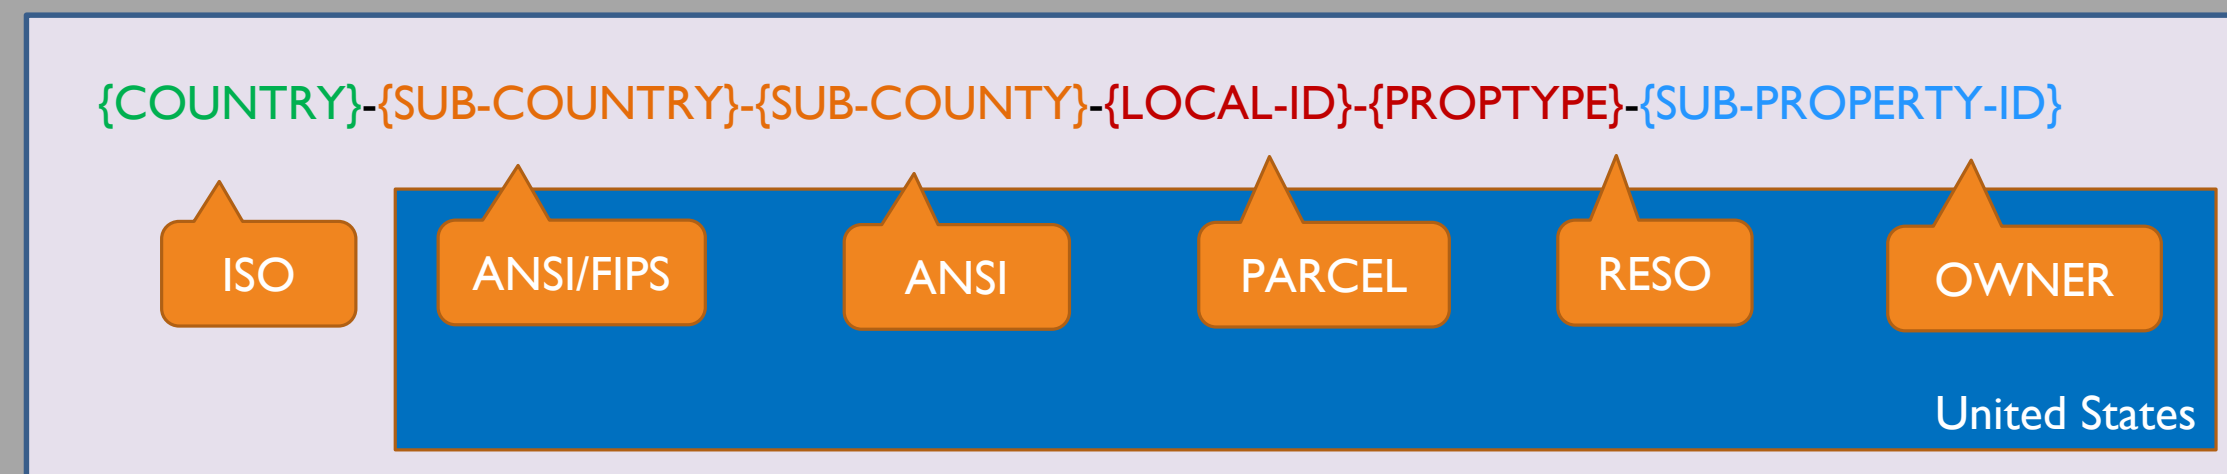 {COUNTRY}-{SUB-COUNTRY}-{SUB-COUNTY}-{LOCAL-ID}-{PROPTYPE}-{SUB-PROPERTY-ID}
ISO ANSI/FIPS ANSI PARCEL RESO OWNER
United States